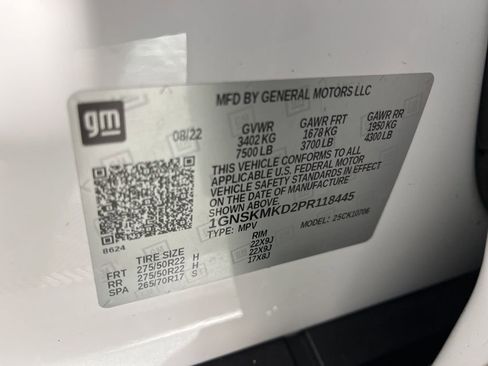 gm
MFD BY GENERAL MOTORS LLC
08/22 GVWR GAWR FRT GAWR RR
3402 KG 1678 KG 1950 KG
7500 LB 3700 LB 4300 LB
THIS VEHICLE CONFORMS TO ALL
APPLICABLE U.S. FEDERAL MOTOR
VEHICLE SAFETY STANDARDS IN EFFECT
ON THE DATE OF MANUFACTURE
SHOWN ABOVE.
1GNSKMKD2PR118445
TYPE: MPV MODEL: 25CK10706
8624
TIRE SIZE RIM
FRT 275/50R22 H 22X9J
RR 275/50R22 H 22X9J
SPA 265/70R17 S 17X8J